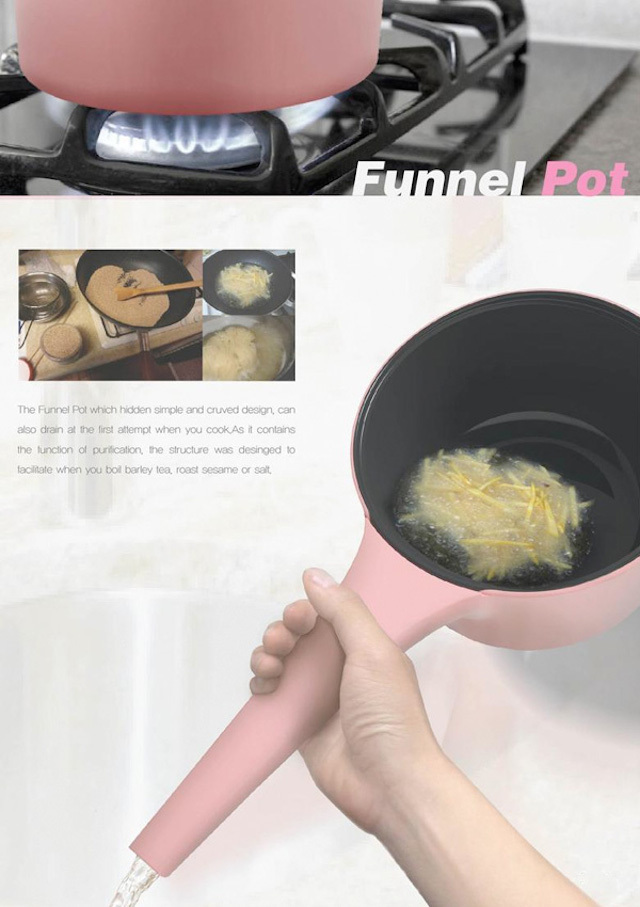 Funnel Pot
The Funnel Pot which hidden simple and cruved design, can
also drain at the first attempt when you cook,As it contains
the function of purification, the structure was desinged to
facilitate when you boil barley tea, roast sesame or salt,